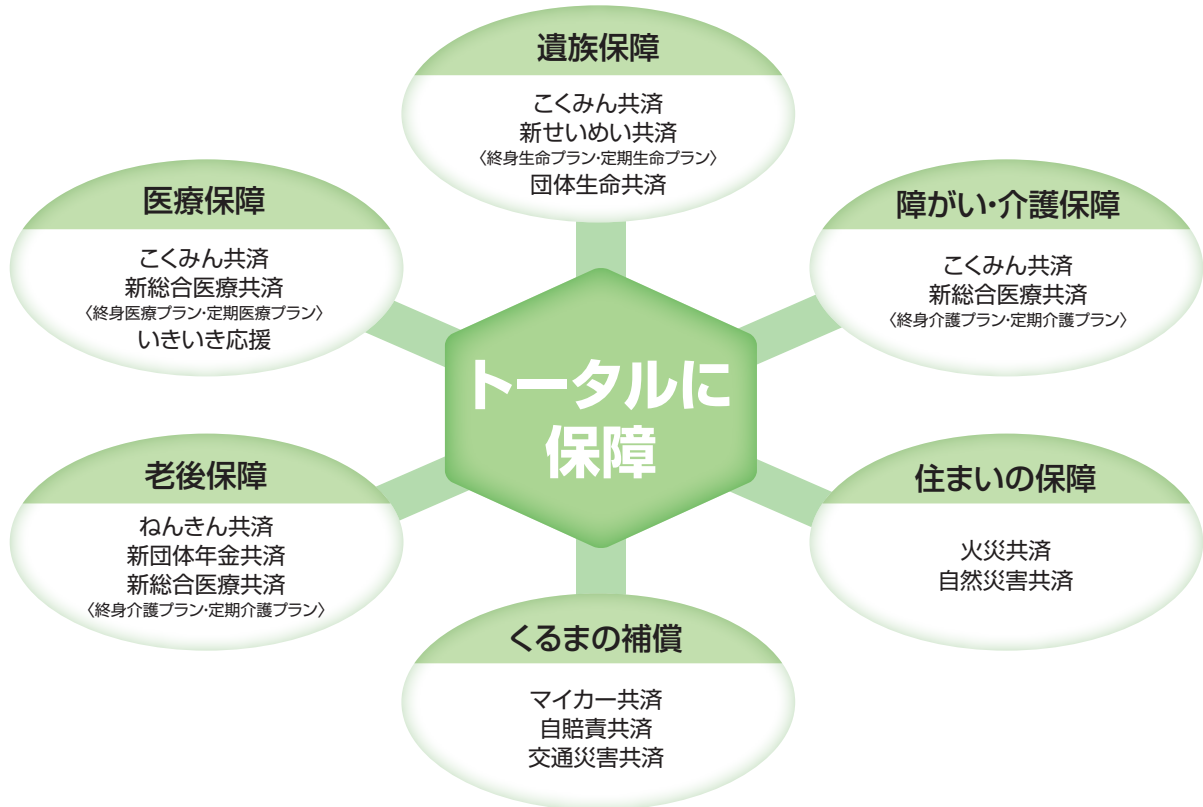 遺族保障
こくみん共済
新せいめい共済
〈終身生命プラン・定期生命プラン〉
団体生命共済
医療保障
こくみん共済
新総合医療共済
〈終身医療プラン・定期医療プラン〉
いきいき応援
障がい・介護保障
こくみん共済
新総合医療共済
〈終身介護プラン・定期介護プラン〉
トータルに
保障
老後保障
ねんきん共済
新団体年金共済
新総合医療共済
〈終身介護プラン・定期介護プラン〉
住まいの保障
火災共済
自然災害共済
くるまの補償
マイカー共済
自賠責共済
交通災害共済